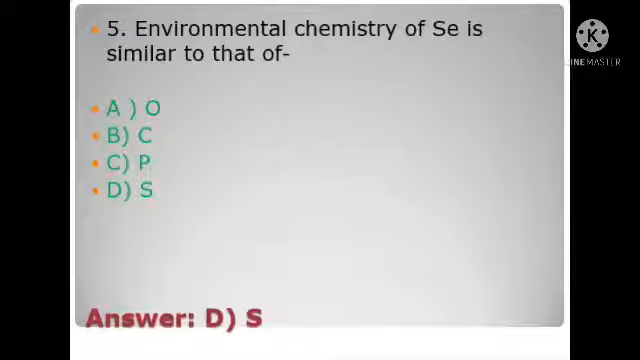 5. Environmental chemistry of Se is
similar to that of-
A ) O
B) C
C) P
D) S
Answer: D) S
K